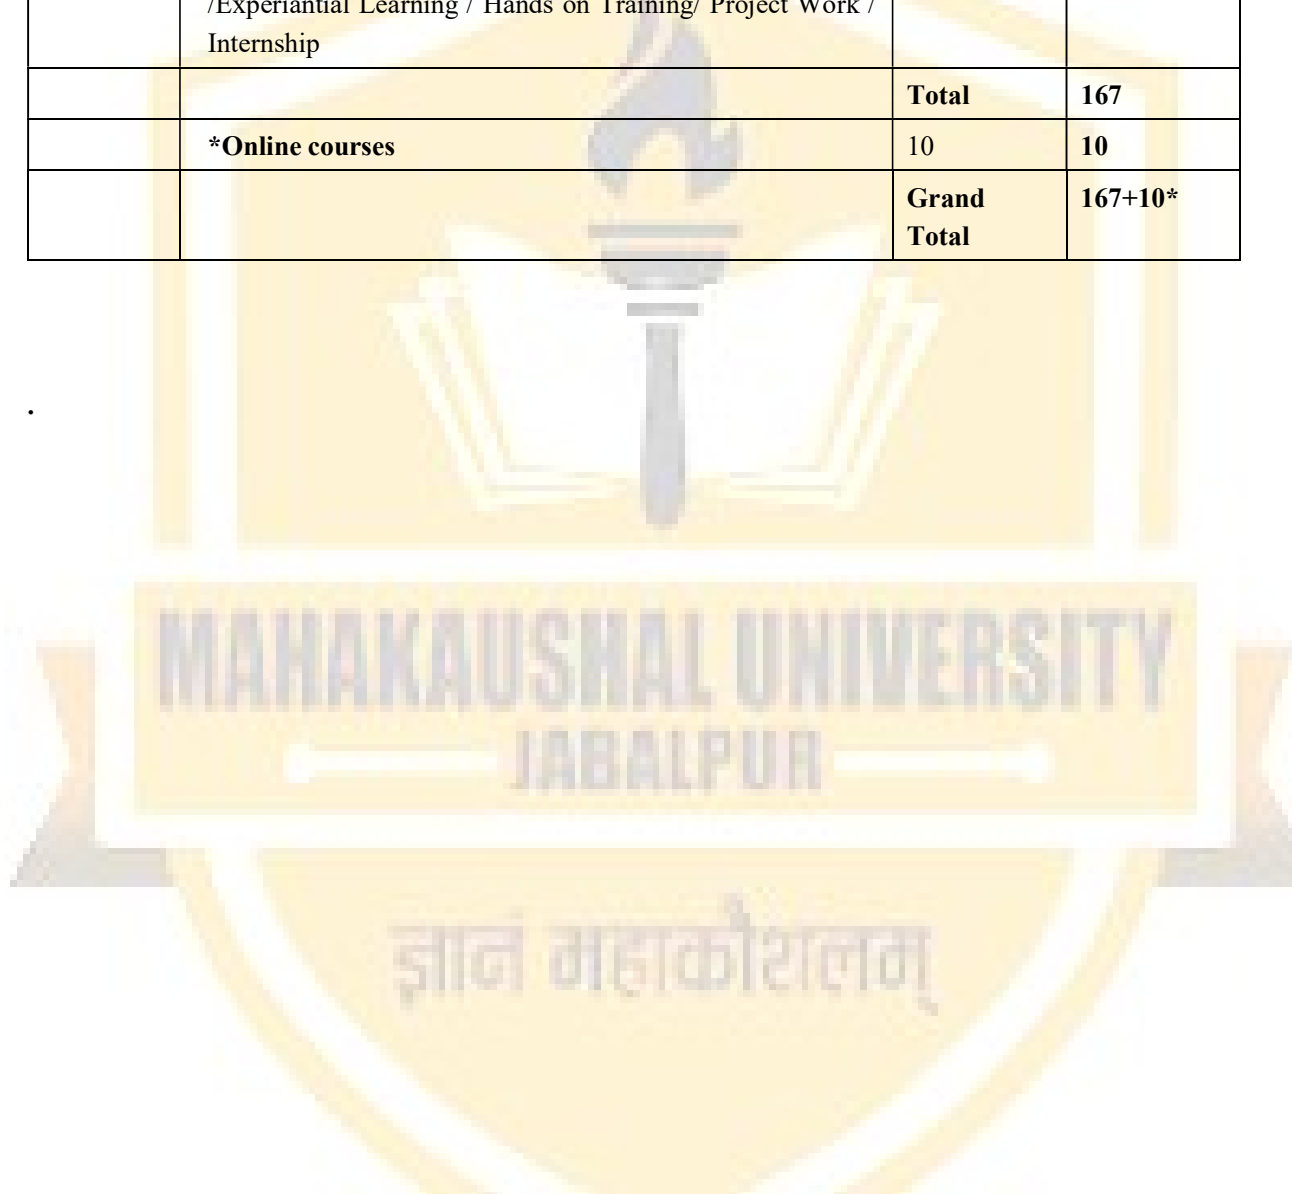 /Experiantial Learning / Hands on Training/ Project Work /
Internship
Total 167
*Online courses 10 10
Grand 167+10*
Total
.
MAHAKAUSHAL UNIVERSITY
JABALPUR
ज्ञानं महाकौशलम्